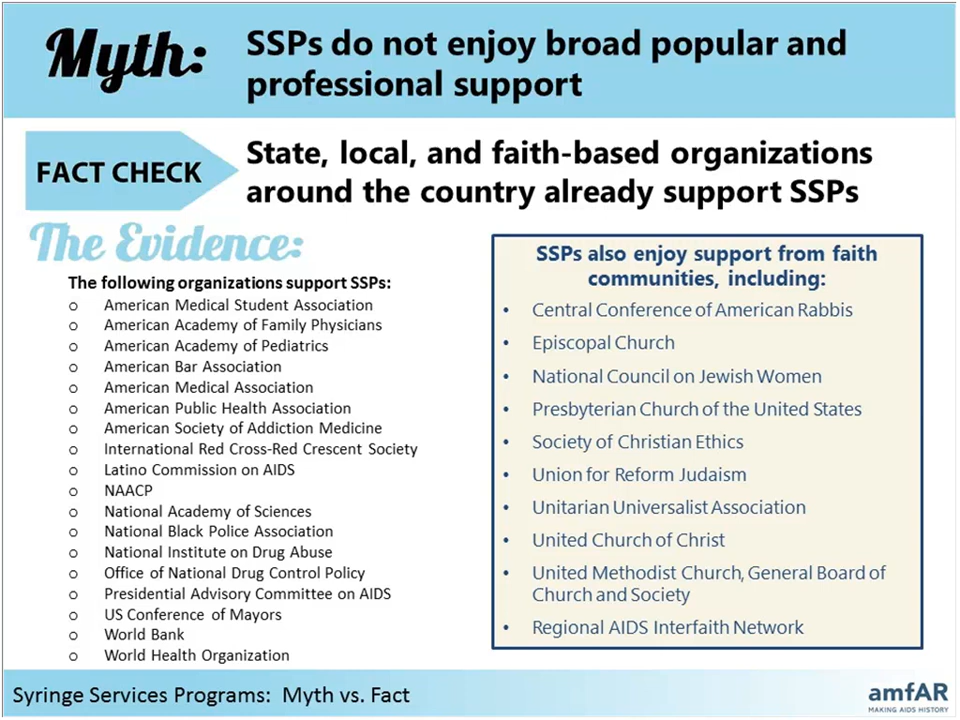 Myth:
SSPs do not enjoy broad popular and
professional support
FACT CHECK
State, local, and faith-based organizations
around the country already support SSPs
The Evidence:
The following organizations support SSPs:
o American Medical Student Association
o American Academy of Family Physicians
o American Academy of Pediatrics
o American Bar Association
o American Medical Association
o American Public Health Association
o American Society of Addiction Medicine
o International Red Cross-Red Crescent Society
o Latino Commission on AIDS
o NAACP
o National Academy of Sciences
o National Black Police Association
o National Institute on Drug Abuse
o Office of National Drug Control Policy
o Presidential Advisory Committee on AIDS
o US Conference of Mayors
o World Bank
o World Health Organization
SSPs also enjoy support from faith
communities, including:
• Central Conference of American Rabbis
• Episcopal Church
• National Council on Jewish Women
• Presbyterian Church of the United States
• Society of Christian Ethics
• Union for Reform Judaism
• Unitarian Universalist Association
• United Church of Christ
• United Methodist Church, General Board of
Church and Society
• Regional AIDS Interfaith Network
Syringe Services Programs: Myth vs. Fact
amfAR
MAKING AIDS HISTORY